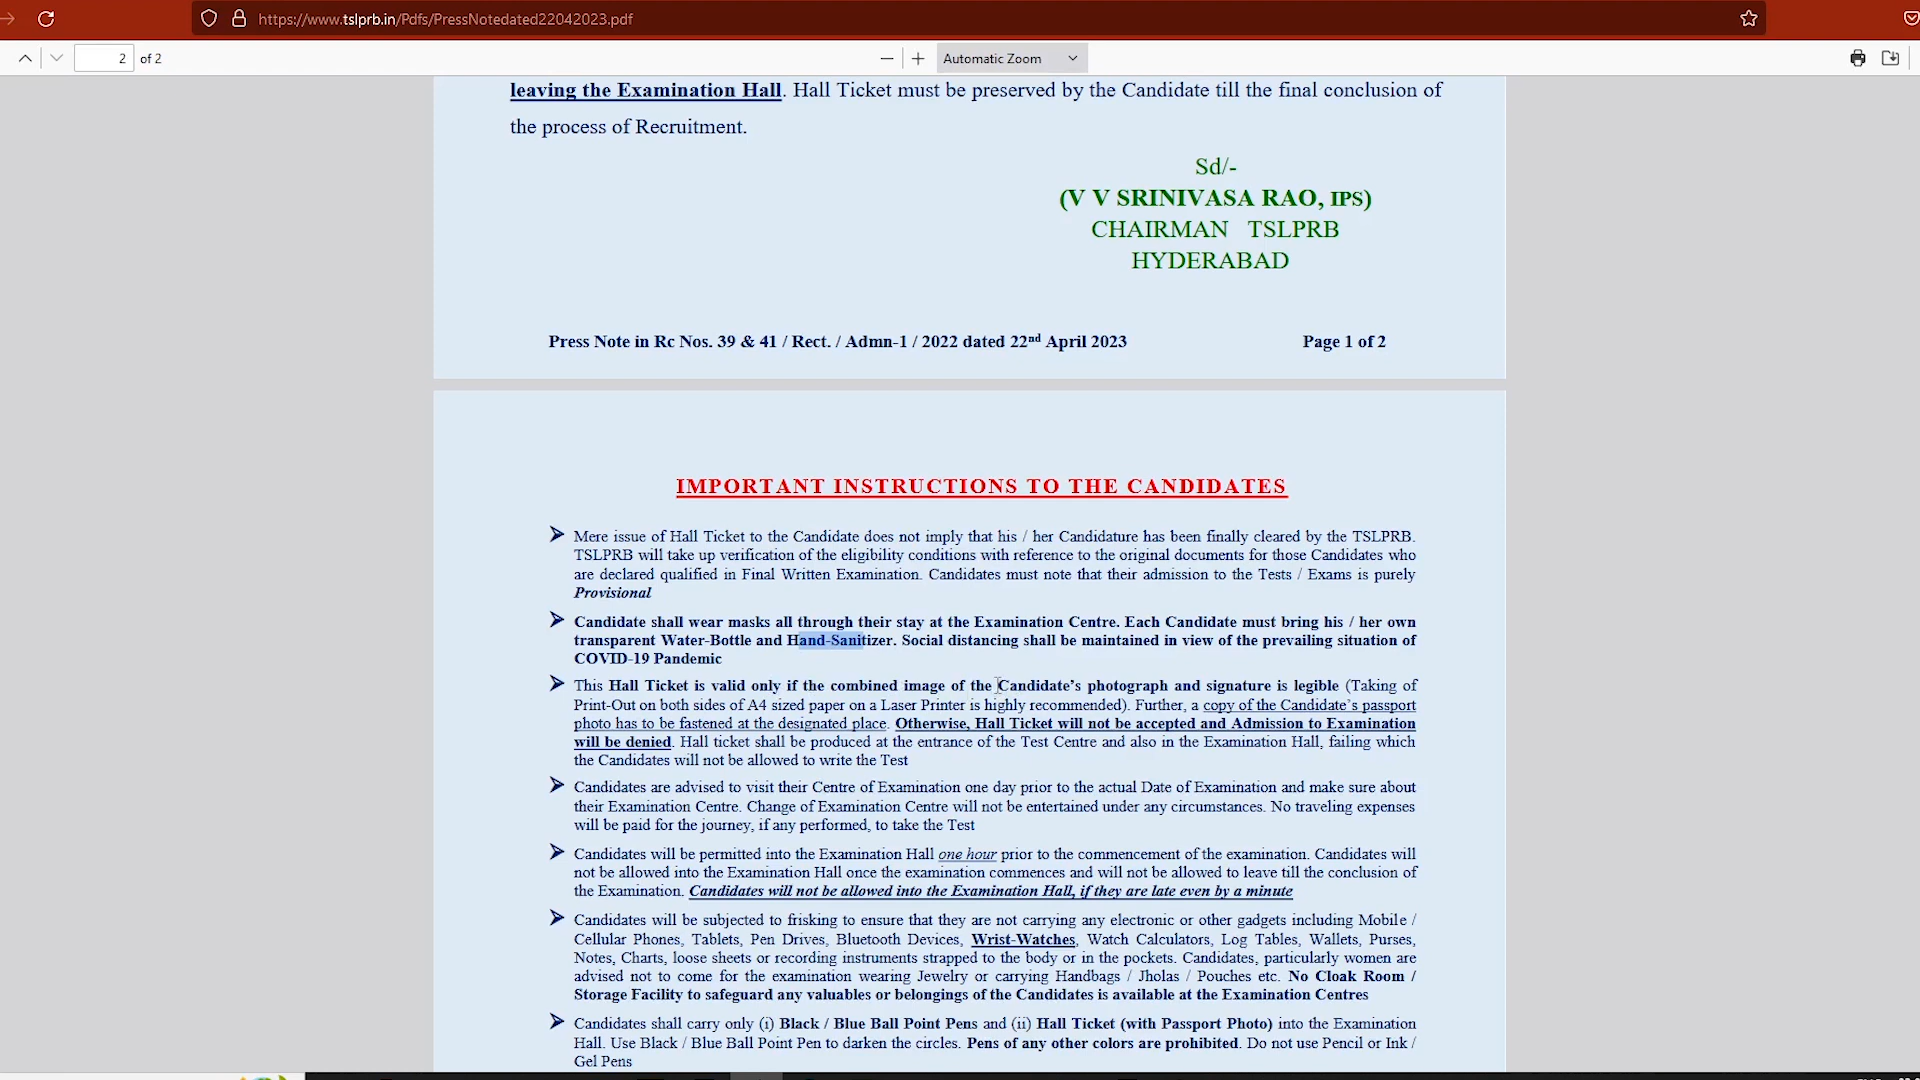 https://www.tslprb.in/Pdfs/PressNotedated22042023.pdf
2 of 2
Automatic Zoom
leaving the Examination Hall. Hall Ticket must be preserved by the Candidate till the final conclusion of
the process of Recruitment.
Sd/-
(V V SRINIVASA RAO, IPS)
CHAIRMAN TSLPRB
HYDERABAD
Press Note in Rc Nos. 39 & 41 / Rect. / Admn-1 / 2022 dated 22nd April 2023 Page 1 of 2
IMPORTANT INSTRUCTIONS TO THE CANDIDATES
➢ Mere issue of Hall Ticket to the Candidate does not imply that his / her Candidature has been finally cleared by the TSLPRB.
TSLPRB will take up verification of the eligibility conditions with reference to the original documents for those Candidates who
are declared qualified in Final Written Examination. Candidates must note that their admission to the Tests / Exams is purely
Provisional
➢ Candidate shall wear masks all through their stay at the Examination Centre. Each Candidate must bring his / her own
transparent Water-Bottle and Hand-Sanitizer. Social distancing shall be maintained in view of the prevailing situation of
COVID-19 Pandemic
➢ This Hall Ticket is valid only if the combined image of the Candidate's photograph and signature is legible (Taking of
Print-Out on both sides of A4 sized paper on a Laser Printer is highly recommended). Further, a copy of the Candidate's passport
photo has to be fastened at the designated place. Otherwise, Hall Ticket will not be accepted and Admission to Examination
will be denied. Hall ticket shall be produced at the entrance of the Test Centre and also in the Examination Hall, failing which
the Candidates will not be allowed to write the Test
➢ Candidates are advised to visit their Centre of Examination one day prior to the actual Date of Examination and make sure about
their Examination Centre. Change of Examination Centre will not be entertained under any circumstances. No traveling expenses
will be paid for the journey, if any performed, to take the Test
➢ Candidates will be permitted into the Examination Hall one hour prior to the commencement of the examination. Candidates will
not be allowed into the Examination Hall once the examination commences and will not be allowed to leave till the conclusion of
the Examination. Candidates will not be allowed into the Examination Hall, if they are late even by a minute
➢ Candidates will be subjected to frisking to ensure that they are not carrying any electronic or other gadgets including Mobile /
Cellular Phones, Tablets, Pen Drives, Bluetooth Devices, Wrist-Watches, Watch Calculators, Log Tables, Wallets, Purses,
Notes, Charts, loose sheets or recording instruments strapped to the body or in the pockets. Candidates, particularly women are
advised not to come for the examination wearing Jewelry or carrying Handbags / Jholas / Pouches etc. No Cloak Room /
Storage Facility to safeguard any valuables or belongings of the Candidates is available at the Examination Centres
➢ Candidates shall carry only (i) Black / Blue Ball Point Pens and (ii) Hall Ticket (with Passport Photo) into the Examination
Hall. Use Black / Blue Ball Point Pen to darken the circles. Pens of any other colors are prohibited. Do not use Pencil or Ink /
Gel Pens